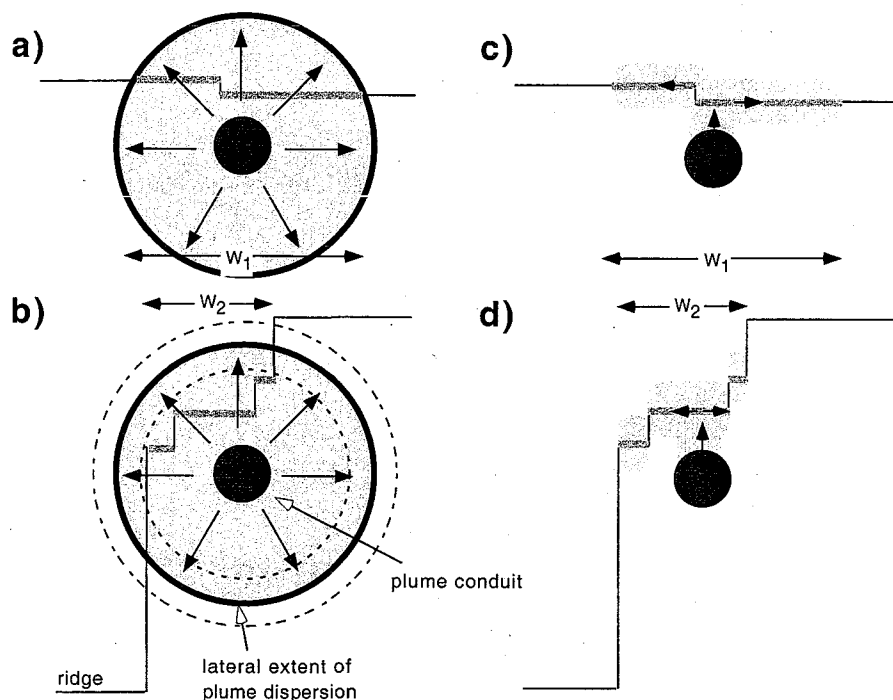 a)
c)
W1
W1
W2
W2
b)
d)
plume conduit
ridge
lateral extent of
plume dispersion